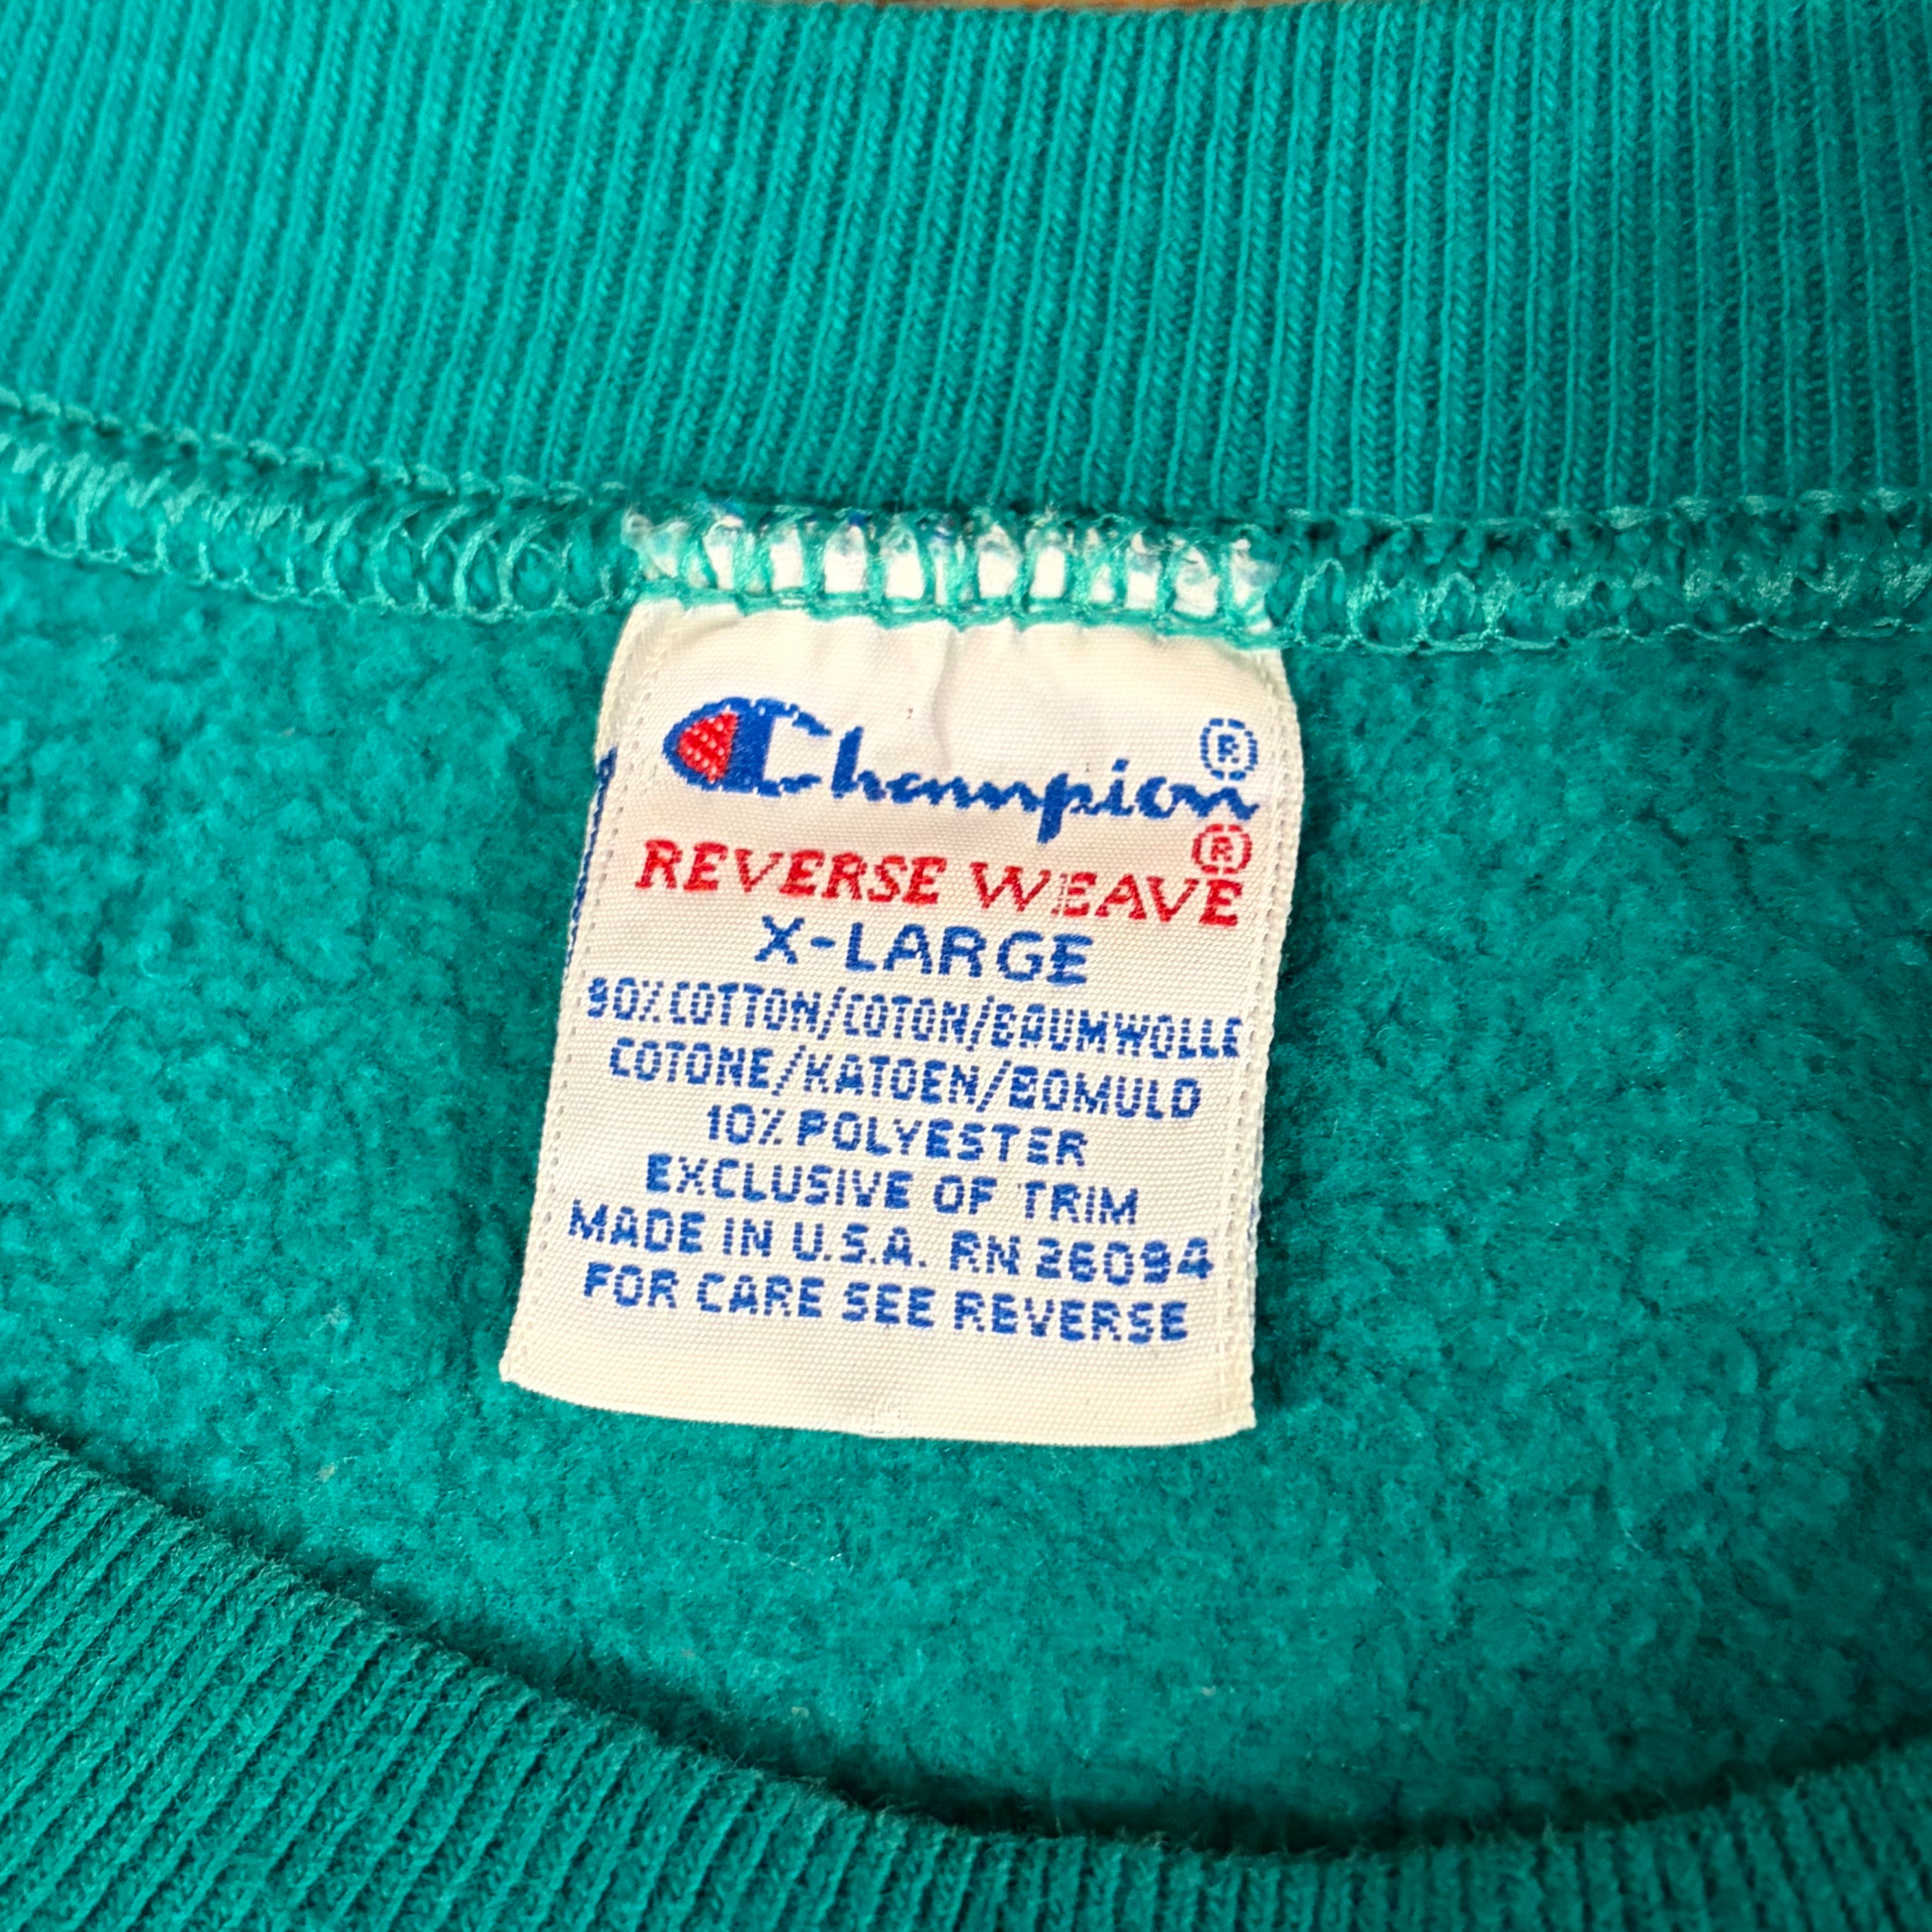 Champion®
REVERSE WEAVE®
X-LARGE
90% COTTON/COTON/BAUMWOLLE
COTONE/KATOEN/BOMULD
10% POLYESTER
EXCLUSIVE OF TRIM
MADE IN U.S.A. RN 26094
FOR CARE SEE REVERSE